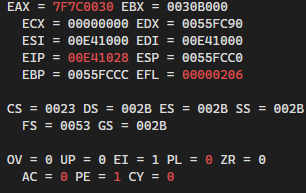 EAX = 7F7C0030 EBX = 0030B000
ECX = 00000000 EDX = 0055FC90
ESI = 00E41000 EDI = 00E41000
EIP = 00E41028 ESP = 0055FCC0
EBP = 0055FCCC EFL = 00000206
CS = 0023 DS = 002B ES = 002B SS = 002B
FS = 0053 GS = 002B
OV = 0 UP = 0 EI = 1 PL = 0 ZR = 0
AC = 0 PE = 1 CY = 0